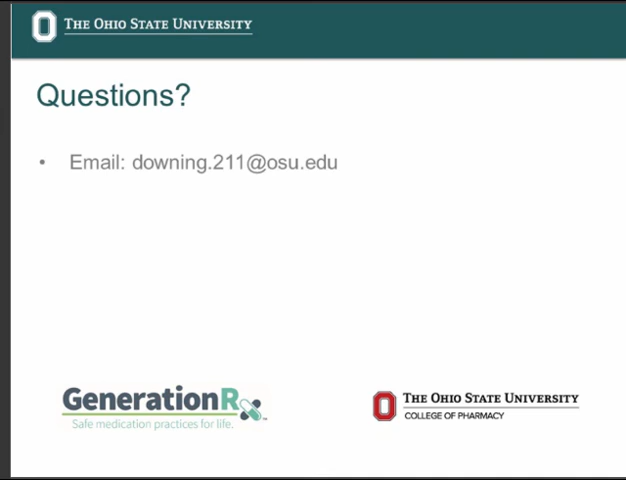 THE OHIO STATE UNIVERSITY
Questions?
• Email: downing.211@osu.edu
GenerationRx
Safe medication practices for life.
THE OHIO STATE UNIVERSITY
COLLEGE OF PHARMACY